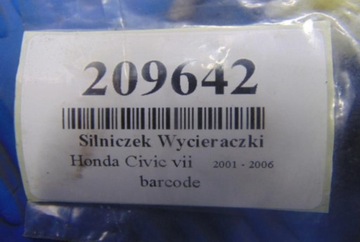 209642
Silniczek Wycieraczki
Honda Civic vii 2001 - 2006
barcode